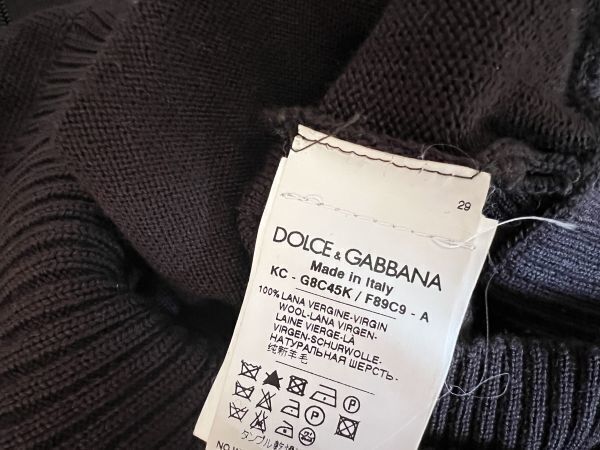 29
DOLCE & GABBANA
Made in Italy
KC - G8C45K / F89C9 - A
100% LANA VERGINE-VIRGIN
WOOL-LANA VIRGEN-
LAINE VIERGE-LÃ
VIRGEN-SCHURWOLLE-
НАТУРАЛЬНАЯ ШЕРСТЬ-
纯新羊毛
P
P